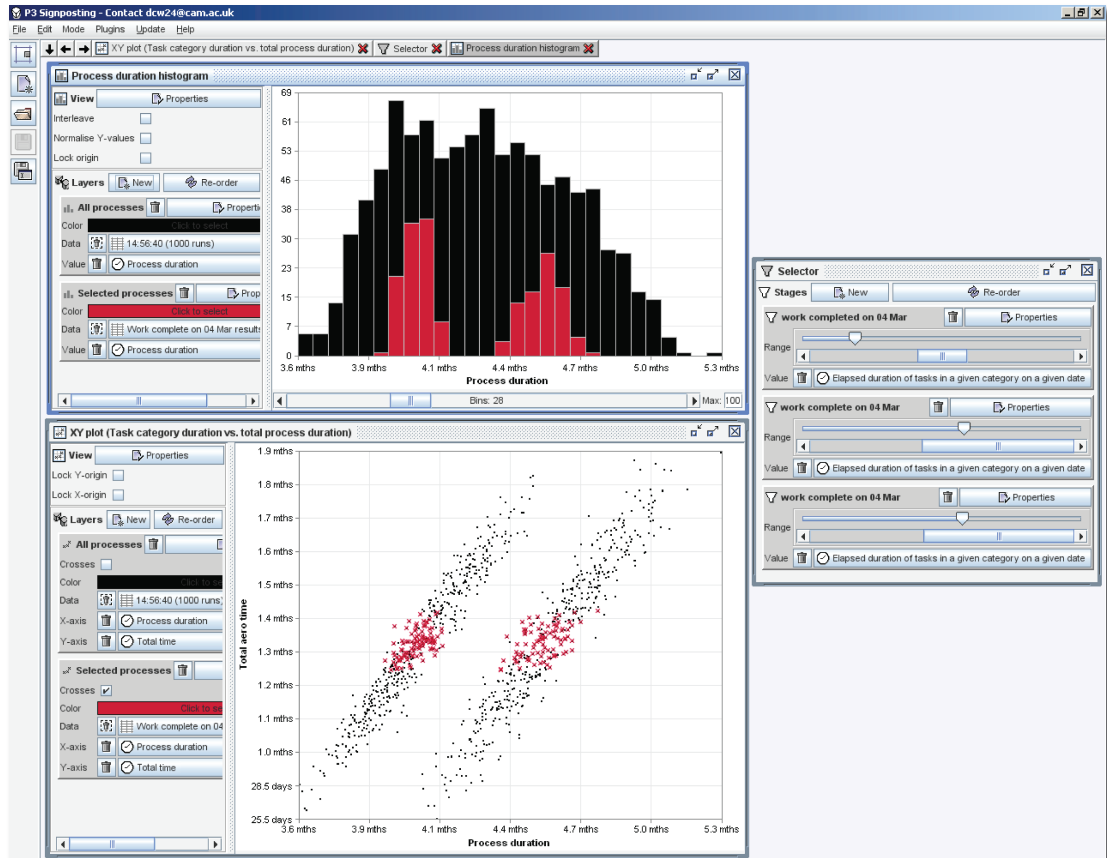 P3 Signposting - Contact dcw24@cam.ac.uk
File Edit Mode Plugins Update Help
XY plot (Task category duration vs. total process duration) Selector Process duration histogram
Process duration histogram
View Properties
Interleave
Normalise Y-values
Lock origin
Layers New Re-order
All processes Properti
Color Click to select
Data 14:56:40 (1000 runs)
Value Process duration
Selected processes Prop
Color Click to select
Data Work complete on 04 Mar results
Value Process duration
69
61
53
46
38
30
23
15
7
0
3.6 mths 3.9 mths 4.1 mths 4.4 mths 4.7 mths 5.0 mths 5.3 mths
Process duration
Bins: 28 Max: 100
XY plot (Task category duration vs. total process duration)
View Properties
Lock Y-origin
Lock X-origin
Layers New Re-order
All processes
Crosses
Color Click to se
Data 14:56:40 (1000 runs)
X-axis Process duration
Y-axis Total time
Selected processes
Crosses
Color Click to se
Data Work complete on 04
X-axis Process duration
Y-axis Total time
Total aero time
1.9 mths
1.8 mths
1.7 mths
1.6 mths
1.5 mths
1.4 mths
1.3 mths
1.2 mths
1.1 mths
1.0 mths
28.5 days
25.5 days
3.6 mths 3.9 mths 4.1 mths 4.4 mths 4.7 mths 5.0 mths 5.3 mths
Process duration
Selector
Stages New Re-order
work completed on 04 Mar Properties
Range
Value Elapsed duration of tasks in a given category on a given date
work complete on 04 Mar Properties
Range
Value Elapsed duration of tasks in a given category on a given date
work complete on 04 Mar Properties
Range
Value Elapsed duration of tasks in a given category on a given date